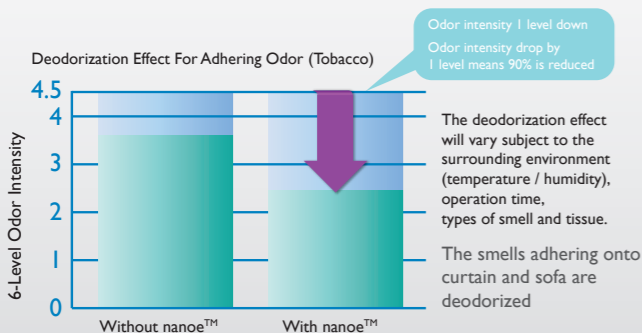 Odor intensity 1 level down
Odor intensity drop by
1 level means 90% is reduced
Deodorization Effect For Adhering Odor (Tobacco)
6-Level Odor Intensity
4.5
4
3
2
1
0
Without nanoe™
With nanoe™
The deodorization effect
will vary subject to the
surrounding environment
(temperature / humidity),
operation time,
types of smell and tissue.
The smells adhering onto
curtain and sofa are
deodorized